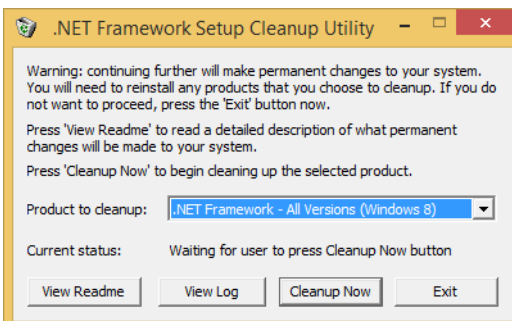 .NET Framework Setup Cleanup Utility
Warning: continuing further will make permanent changes to your system.
You will need to reinstall any products that you choose to cleanup. If you do
not want to proceed, press the 'Exit' button now.
Press 'View Readme' to read a detailed description of what permanent
changes will be made to your system.
Press 'Cleanup Now' to begin cleaning up the selected product.
Product to cleanup: .NET Framework - All Versions (Windows 8)
Current status: Waiting for user to press Cleanup Now button
View Readme View Log Cleanup Now Exit